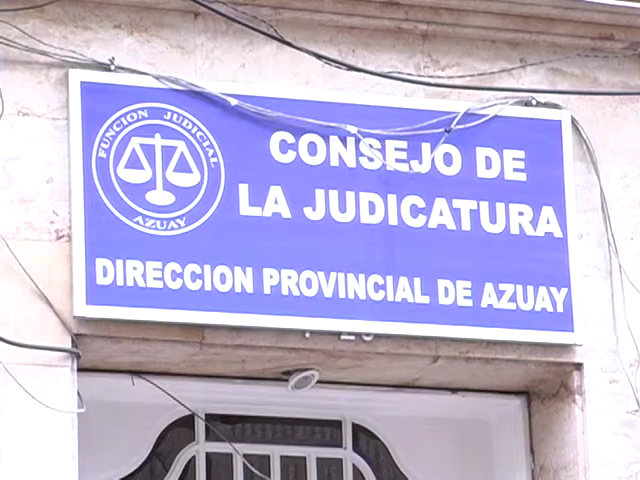 FUNCION JUDICIAL
AZUAY
CONSEJO DE
LA JUDICATURA
DIRECCION PROVINCIAL DE AZUAY